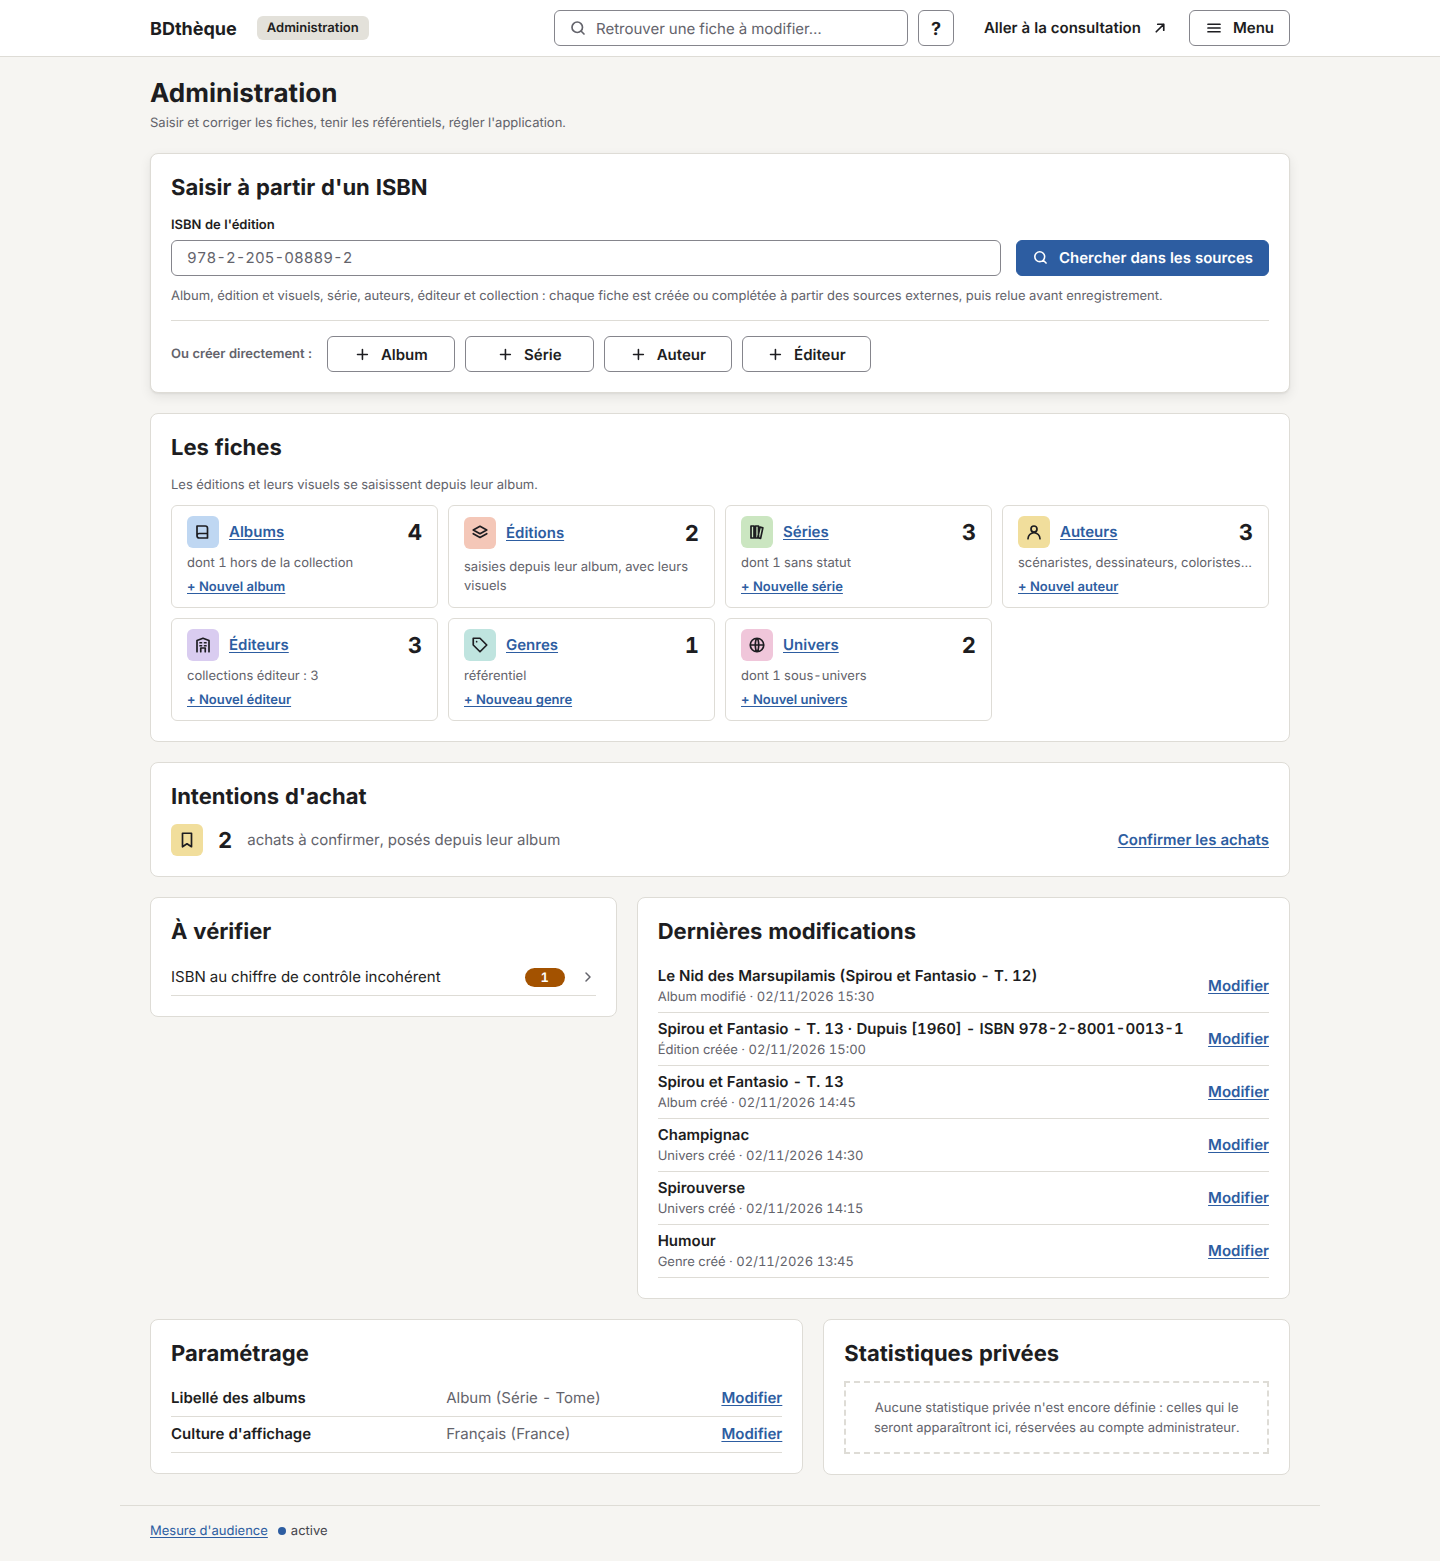 BDthèque
Administration
Retrouver une fiche à modifier...
?
Aller à la consultation
Menu
Administration
Saisir et corriger les fiches, tenir les référentiels, régler l'application.
Saisir à partir d'un ISBN
ISBN de l'édition
978-2-205-08889-2
Chercher dans les sources
Album, édition et visuels, série, auteurs, éditeur et collection : chaque fiche est créée ou complétée à partir des sources externes, puis relue avant enregistrement.
Ou créer directement :
+ Album
+ Série
+ Auteur
+ Éditeur
Les fiches
Les éditions et leurs visuels se saisissent depuis leur album.
Albums 4
dont 1 hors de la collection
+ Nouvel album
Éditions 2
saisies depuis leur album, avec leurs
visuels
Séries 3
dont 1 sans statut
+ Nouvelle série
Auteurs 3
scénaristes, dessinateurs, coloristes...
+ Nouvel auteur
Éditeurs 3
collections éditeur : 3
+ Nouvel éditeur
Genres 1
référentiel
+ Nouveau genre
Univers 2
dont 1 sous-univers
+ Nouvel univers
Intentions d'achat
2 achats à confirmer, posés depuis leur album
Confirmer les achats
À vérifier
ISBN au chiffre de contrôle incohérent 1
Dernières modifications
Le Nid des Marsupilamis (Spirou et Fantasio - T. 12)
Album modifié · 02/11/2026 15:30
Modifier
Spirou et Fantasio - T. 13 · Dupuis [1960] - ISBN 978-2-8001-0013-1
Édition créée · 02/11/2026 15:00
Modifier
Spirou et Fantasio - T. 13
Album créé · 02/11/2026 14:45
Modifier
Champignac
Univers créé · 02/11/2026 14:30
Modifier
Spirouverse
Univers créé · 02/11/2026 14:15
Modifier
Humour
Genre créé · 02/11/2026 13:45
Modifier
Paramétrage
Libellé des albums Album (Série - Tome) Modifier
Culture d'affichage Français (France) Modifier
Statistiques privées
Aucune statistique privée n'est encore définie : celles qui le
seront apparaîtront ici, réservées au compte administrateur.
Mesure d'audience active